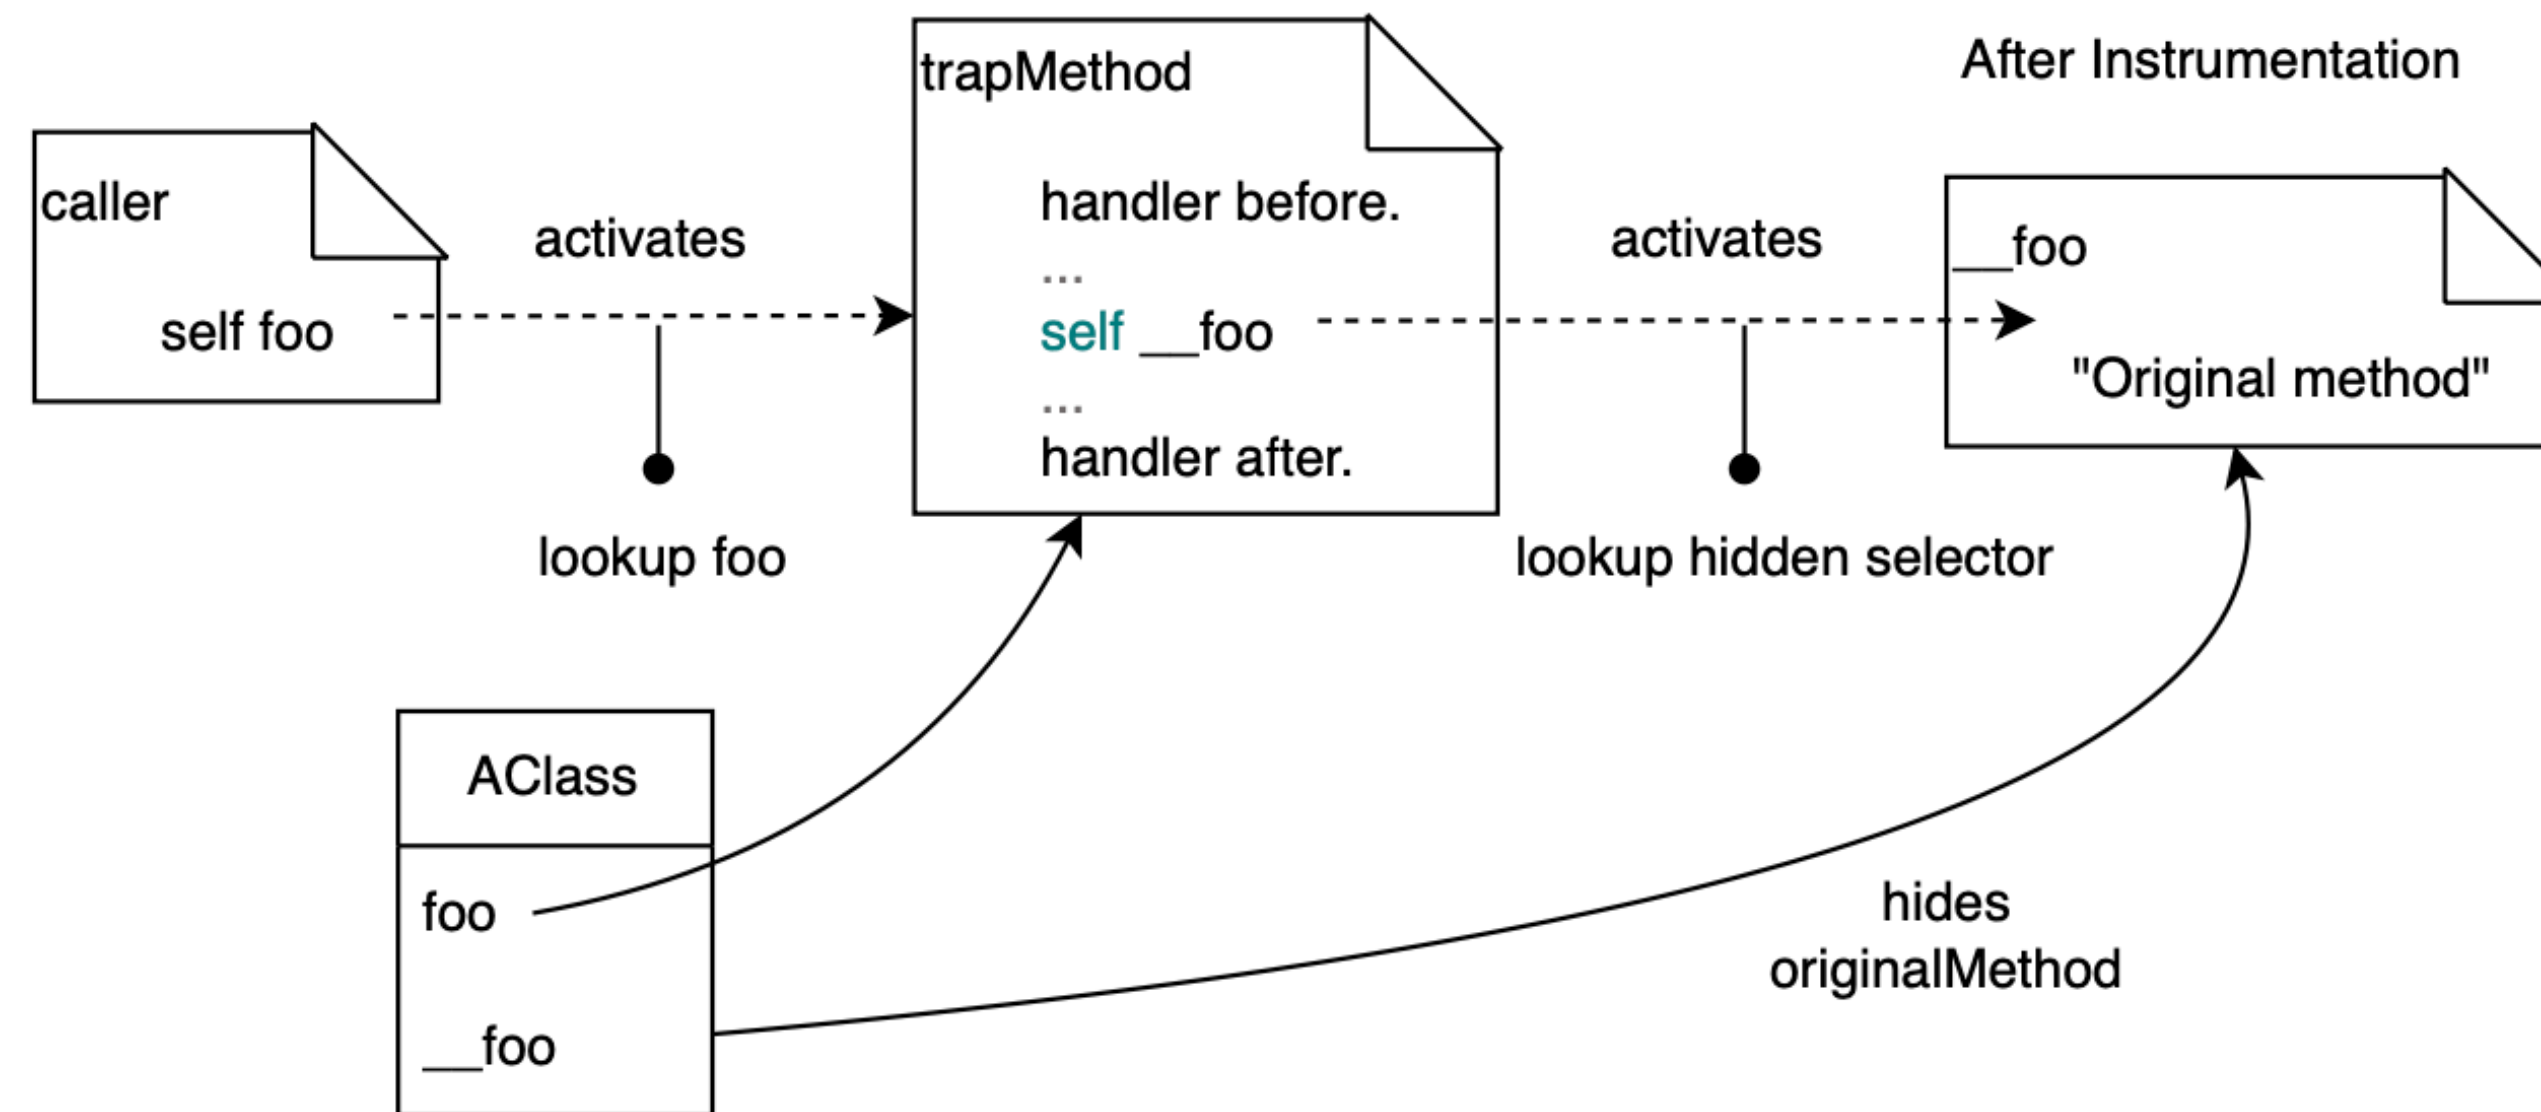 After Instrumentation
trapMethod
caller
handler before.
activates
activates
__foo
...
self foo
self __foo
"Original method"
...
handler after.
lookup foo
lookup hidden selector
AClass
foo
hides
originalMethod
__foo